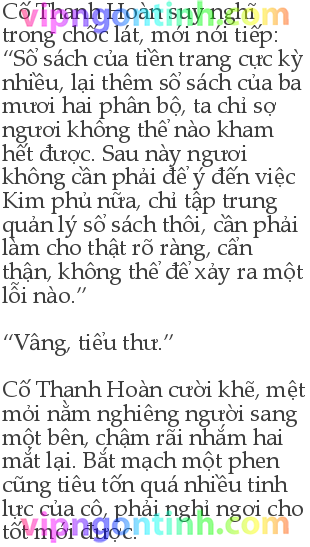 Cố Thanh Hoàn suy nghĩ
trong chốc lát, mới nói tiếp:
“Sổ sách của tiền trang cực kỳ
nhiều, lại thêm sổ sách của ba
mươi hai phân bộ, ta chỉ sợ
ngươi không thể nào kham
hết được. Sau này ngươi
không cần phải để ý đến việc
Kim phủ nữa, chỉ tập trung
quản lý sổ sách thôi, cần phải
làm cho thật rõ ràng, cẩn
thận, không thể để xảy ra một
lỗi nào.”
“Vâng, tiểu thư.”
Cố Thanh Hoàn cười khẽ, mệt
mỏi nằm nghiêng người sang
một bên, chậm rãi nhắm hai
mắt lại. Bắt mạch một phen
cũng tiêu tốn quá nhiều tinh
lực của cô, phải nghỉ ngơi cho
tốt mới được.
vipngontinh.com
vipngontinh.com